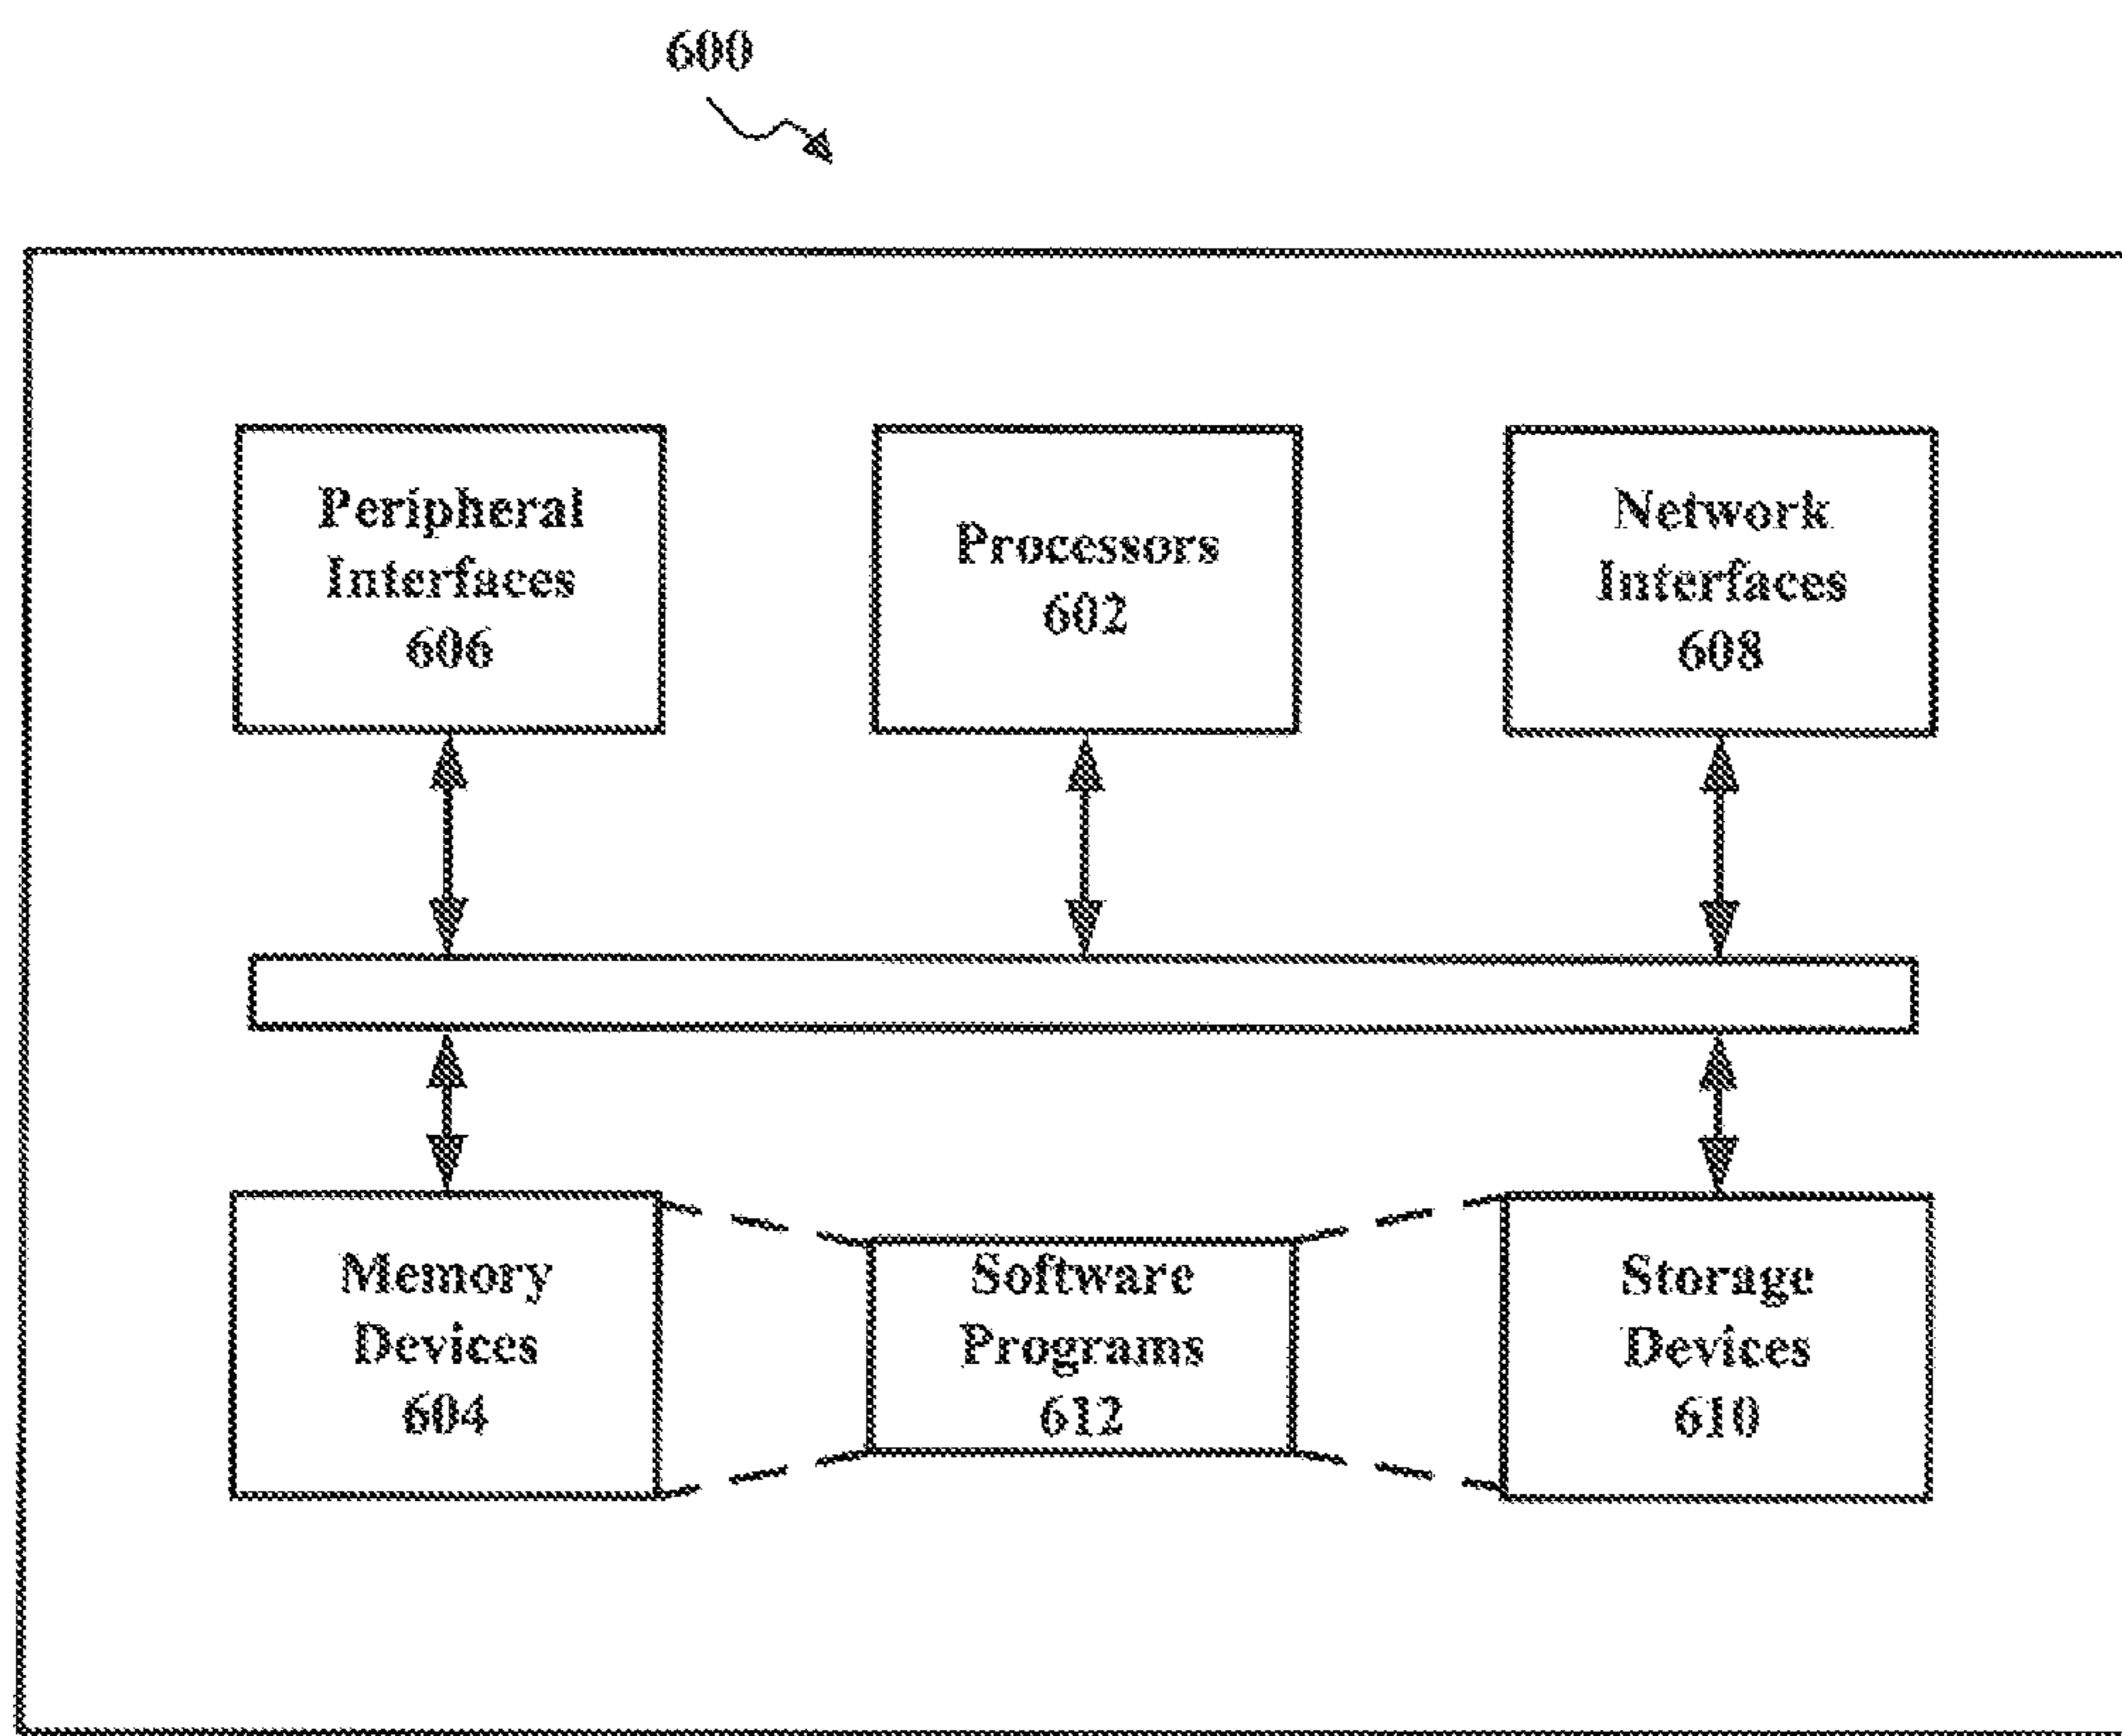 600
Peripheral
Interfaces
606
Processors
602
Network
Interfaces
608
Memory
Devices
604
Software
Programs
612
Storage
Devices
610